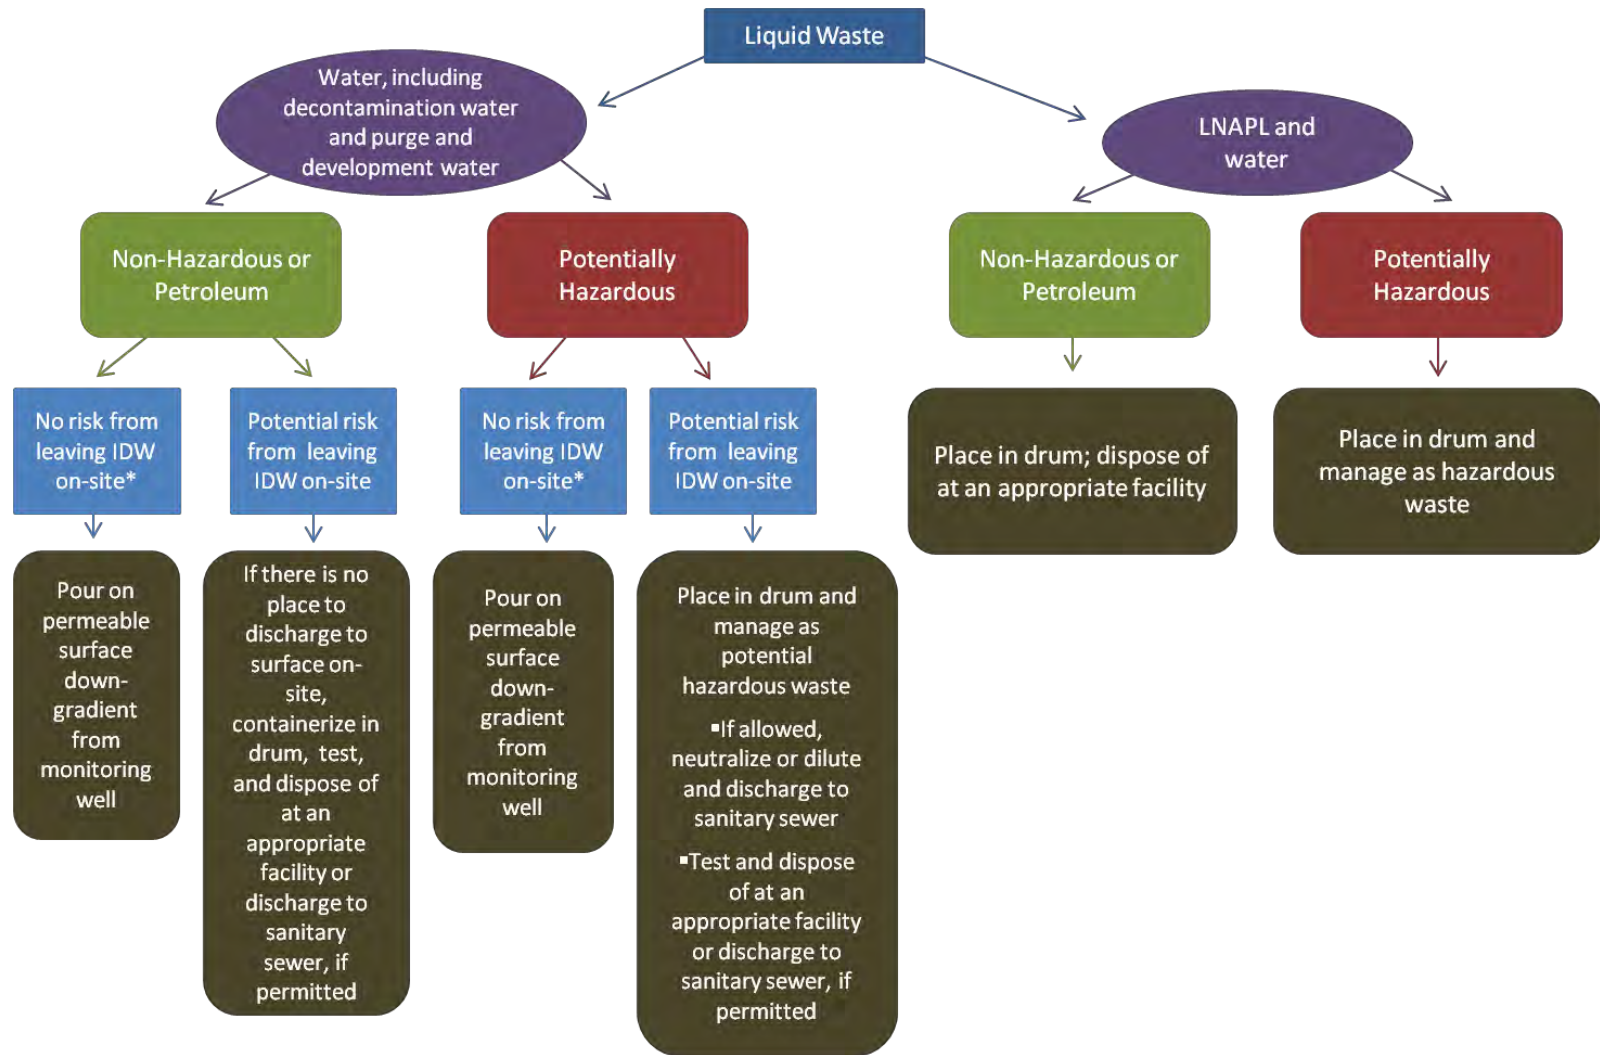 Liquid Waste
Water, including
decontamination water
and purge and
development water
LNAPL and
water
Non-Hazardous or
Petroleum
Potentially
Hazardous
Non-Hazardous or
Petroleum
Potentially
Hazardous
No risk from
leaving IDW
on-site*
Potential risk
from leaving
IDW on-site
No risk from
leaving IDW
on-site*
Potential risk
from leaving
IDW on-site
Place in drum; dispose of
at an appropriate facility
Place in drum and
manage as hazardous
waste
Pour on
permeable
surface
down-
gradient
from
monitoring
well
If there is no
place to
discharge to
surface on-
site,
containerize in
drum, test,
and dispose of
at an
appropriate
facility or
discharge to
sanitary
sewer, if
permitted
Pour on
permeable
surface
down-
gradient
from
monitoring
well
Place in drum and
manage as
potential
hazardous waste
▪If allowed,
neutralize or dilute
and discharge to
sanitary sewer
▪Test and dispose
of at an
appropriate facility
or discharge to
sanitary sewer, if
permitted